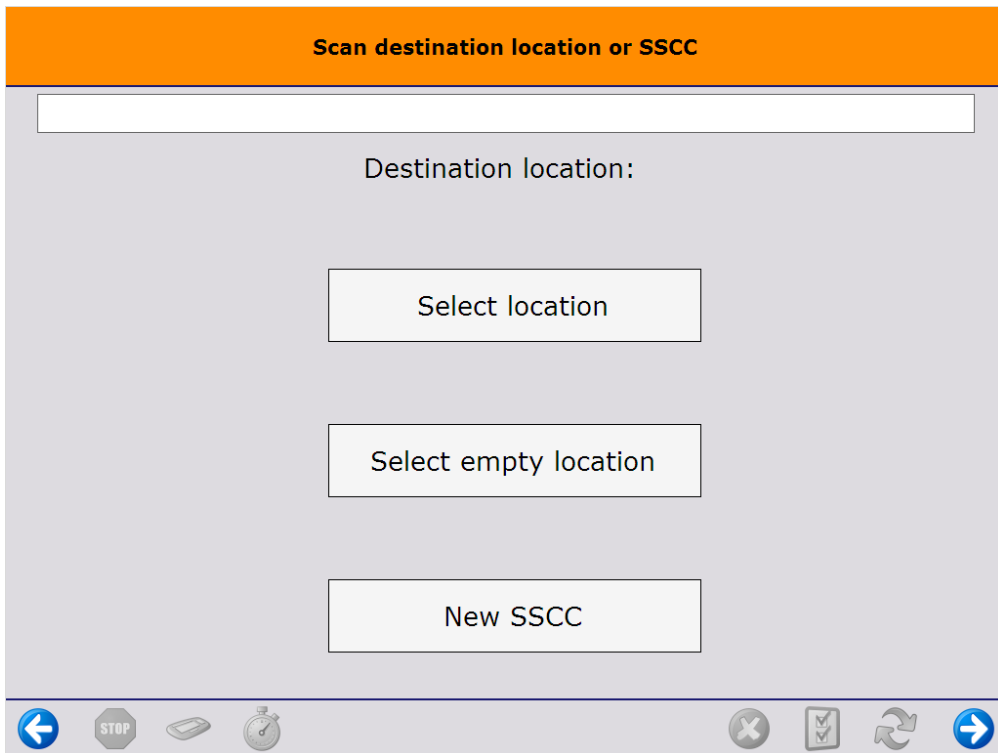 Scan destination location or SSCC
Destination location:
Select location
Select empty location
New SSCC
STOP